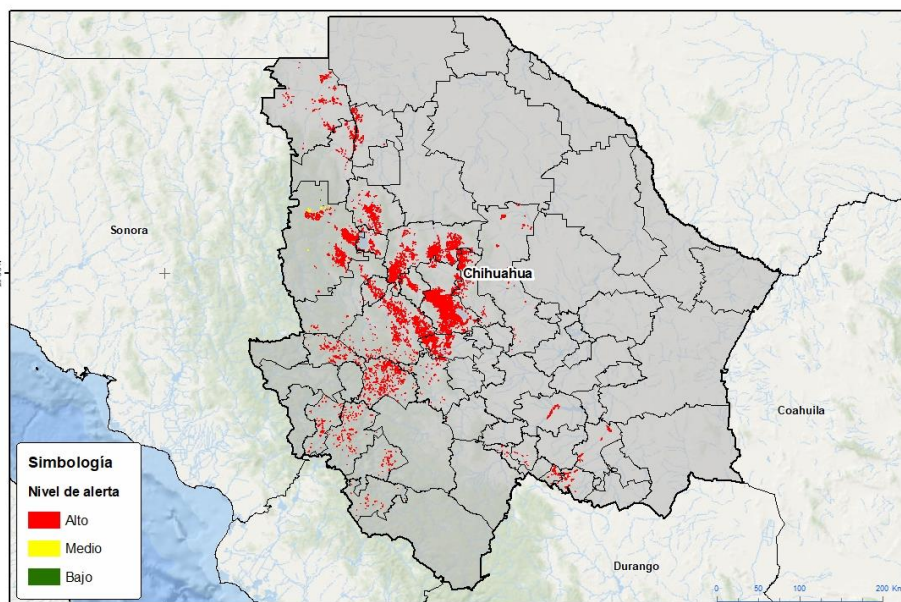 Sonora
Chihuahua
Coahuila
Durango
Simbología
Nivel de alerta
Alto
Medio
Bajo
0 50 100 200 Km